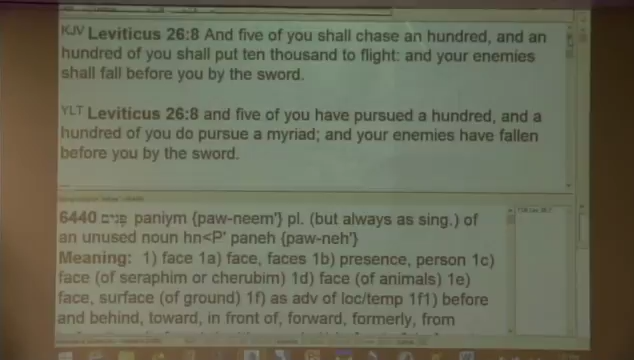 KJV Leviticus 26:8 And five of you shall chase an hundred, and an
hundred of you shall put ten thousand to flight: and your enemies
shall fall before you by the sword.
YLT Leviticus 26:8 and five of you have pursued a hundred, and a
hundred of you do pursue a myriad; and your enemies have fallen
before you by the sword.
6440 פנים paniym {paw-neem'} pl. (but always as sing.) of
an unused noun hn<P' paneh {paw-neh'}
Meaning: 1) face 1a) face, faces 1b) presence, person 1c)
face (of seraphim or cherubim) 1d) face (of animals) 1e)
face, surface (of ground) 1f) as adv of loc/temp 1f1) before
and behind, toward, in front of, forward, formerly, from